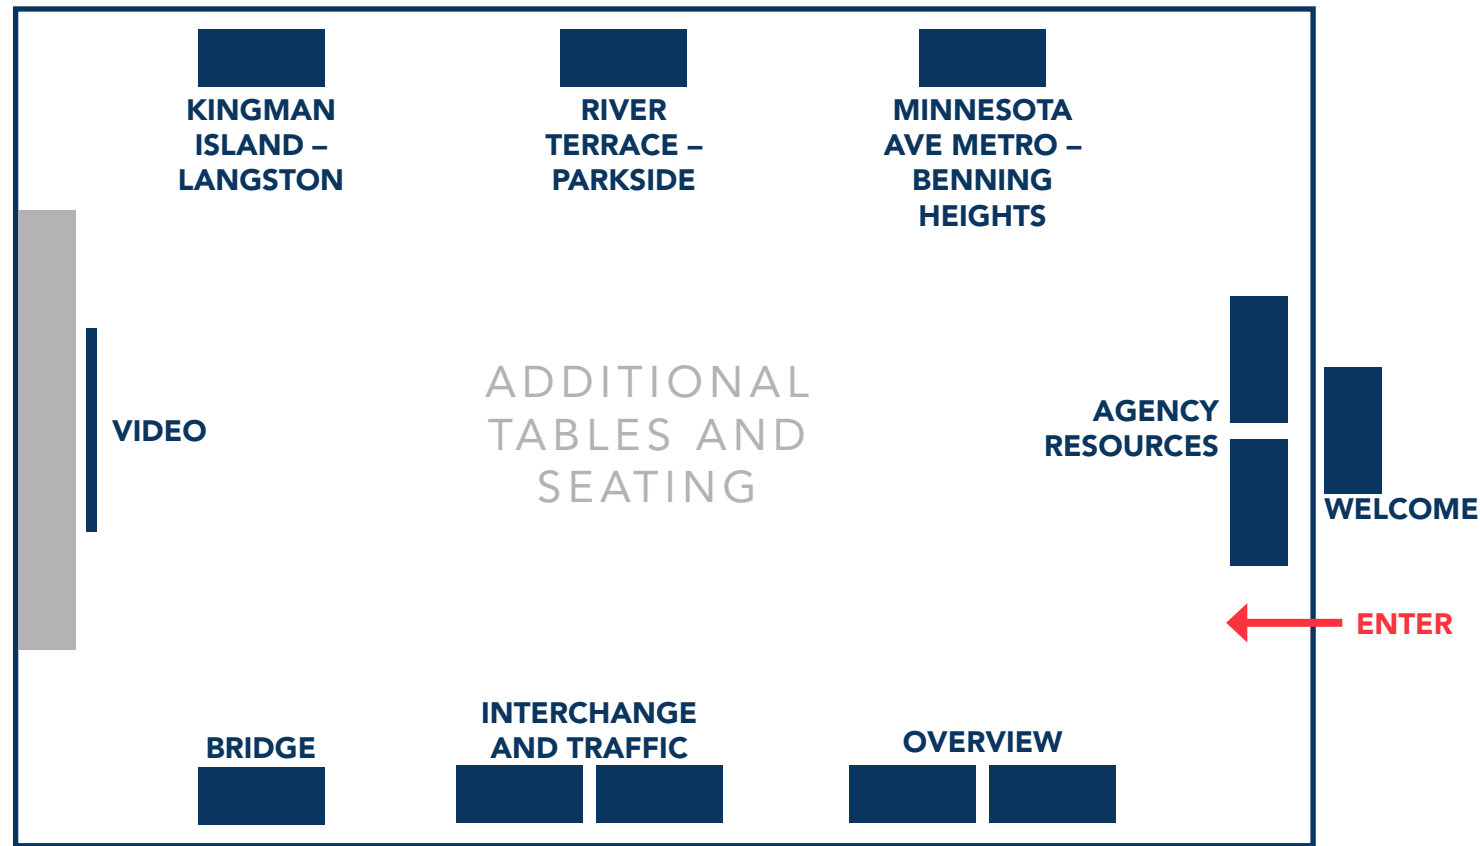 KINGMAN
ISLAND –
LANGSTON
RIVER
TERRACE –
PARKSIDE
MINNESOTA
AVE METRO –
BENNING
HEIGHTS
VIDEO
ADDITIONAL
TABLES AND
SEATING
AGENCY
RESOURCES
WELCOME
ENTER
BRIDGE
INTERCHANGE
AND TRAFFIC
OVERVIEW